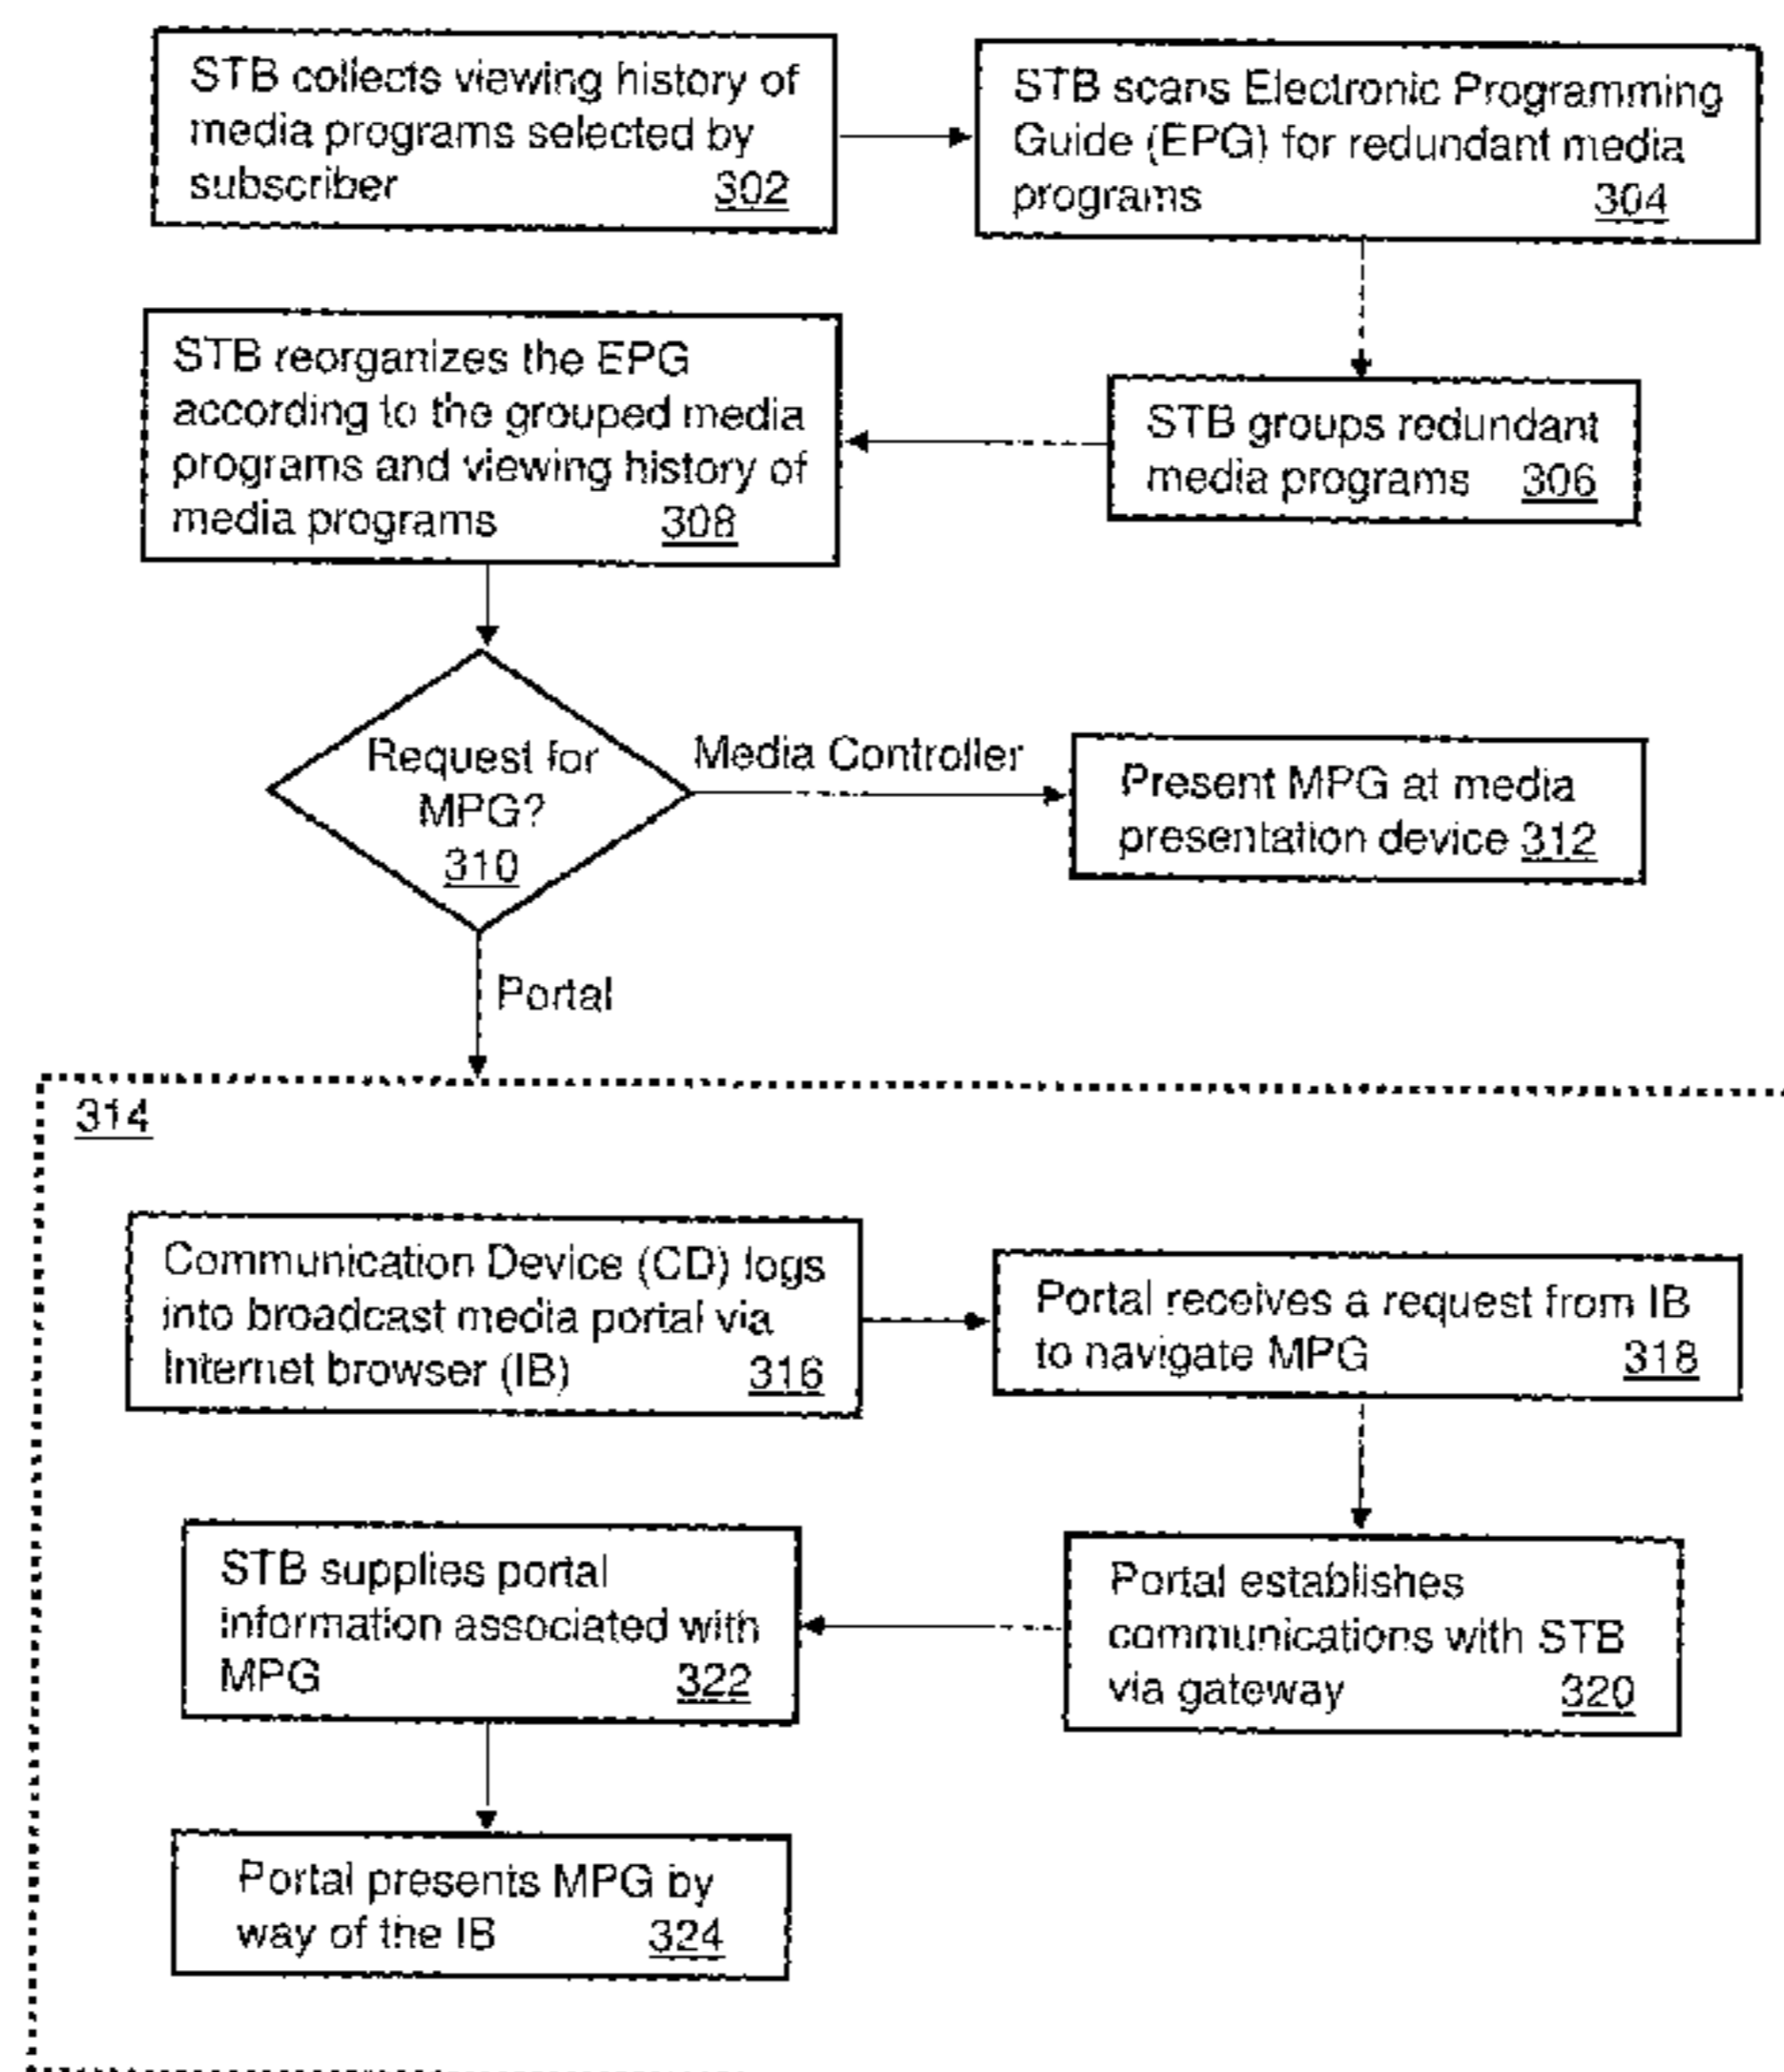 STB collects viewing history of
media programs selected by
subscriber 302
STB scans Electronic Programming
Guide (EPG) for redundant media
programs 304
STB groups redundant
media programs 306
STB reorganizes the EPG
according to the grouped media
programs and viewing history of
media programs 308
Request for
MPG?
310
Media Controller
Present MPG at media
presentation device 312
Portal
314
Communication Device (CD) logs
into broadcast media portal via
Internet browser (IB) 316
Portal receives a request from IB
to navigate MPG 318
Portal establishes
communications with STB
via gateway 320
STB supplies portal
information associated with
MPG 322
Portal presents MPG by
way of the IB 324